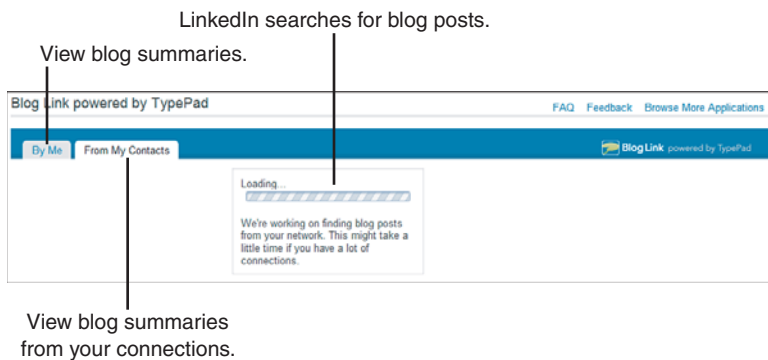 LinkedIn searches for blog posts.
View blog summaries.
Blog Link powered by TypePad
FAQ Feedback Browse More Applications
By Me From My Contacts
Blog Link powered by TypePad
Loading...
We're working on finding blog posts
from your network. This might take a
little time if you have a lot of
connections.
View blog summaries
from your connections.